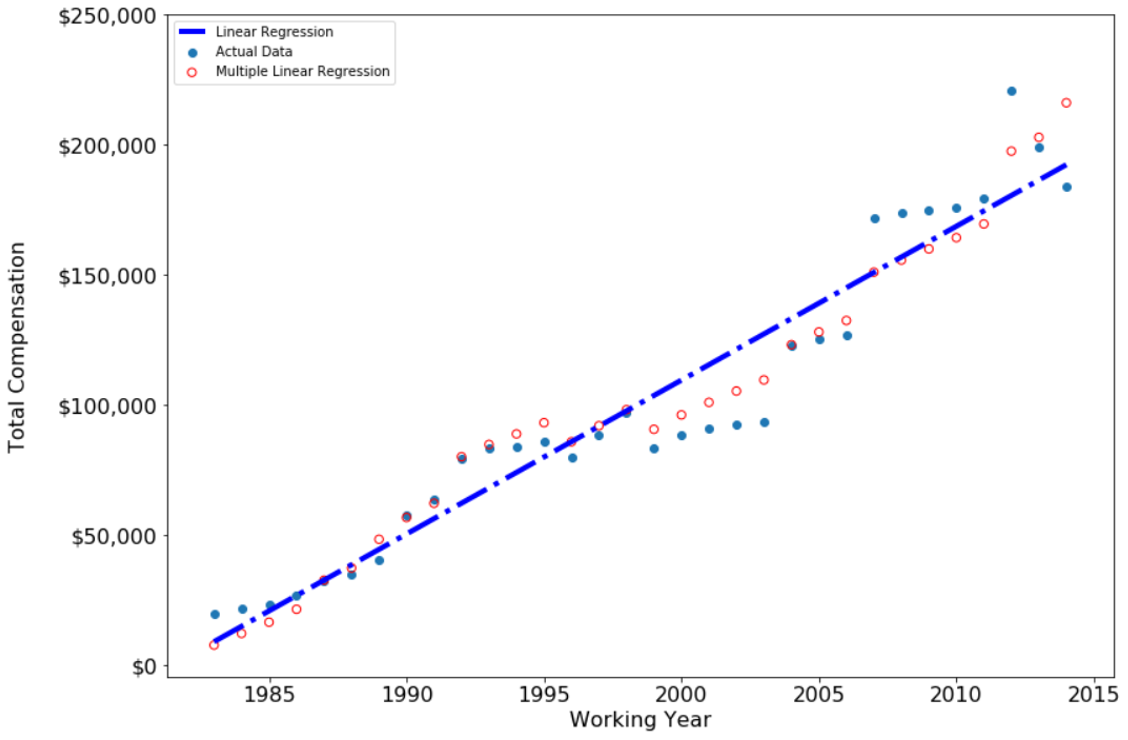 $250,000
Linear Regression
Actual Data
Multiple Linear Regression
$200,000
$150,000
$100,000
$50,000
$0
Total Compensation
1985 1990 1995 2000 2005 2010 2015
Working Year